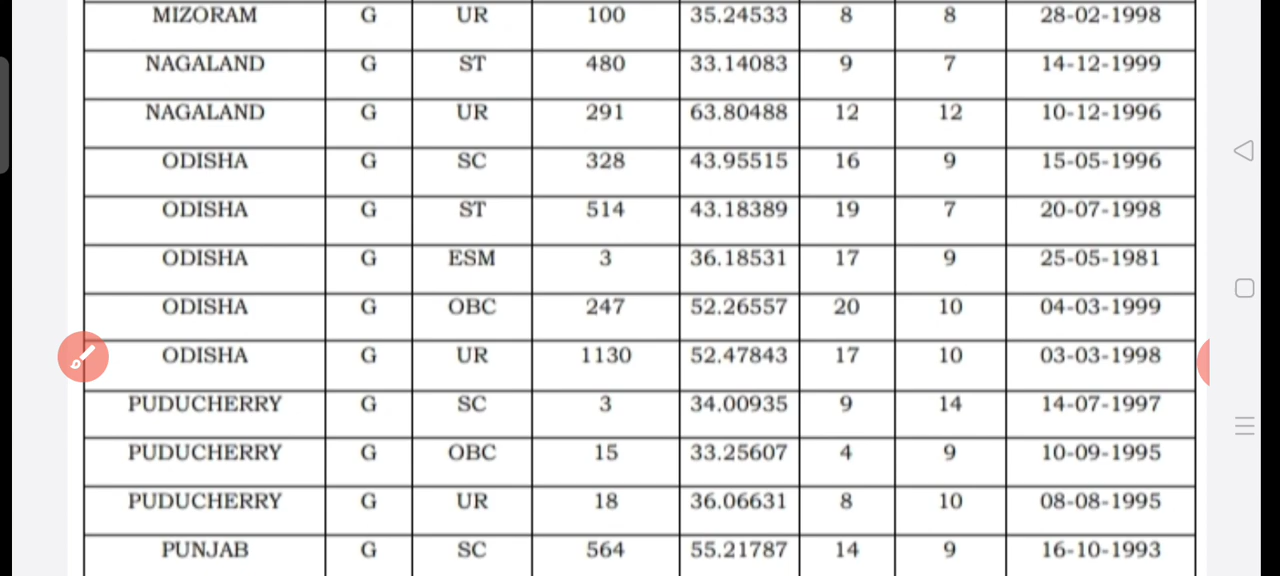 MIZORAM G UR 100 35.24533 8 8 28-02-1998
NAGALAND G ST 480 33.14083 9 7 14-12-1999
NAGALAND G UR 291 63.80488 12 12 10-12-1996
ODISHA G SC 328 43.95515 16 9 15-05-1996
ODISHA G ST 514 43.18389 19 7 20-07-1998
ODISHA G ESM 3 36.18531 17 9 25-05-1981
ODISHA G OBC 247 52.26557 20 10 04-03-1999
ODISHA G UR 1130 52.47843 17 10 03-03-1998
PUDUCHERRY G SC 3 34.00935 9 14 14-07-1997
PUDUCHERRY G OBC 15 33.25607 4 9 10-09-1995
PUDUCHERRY G UR 18 36.06631 8 10 08-08-1995
PUNJAB G SC 564 55.21787 14 9 16-10-1993